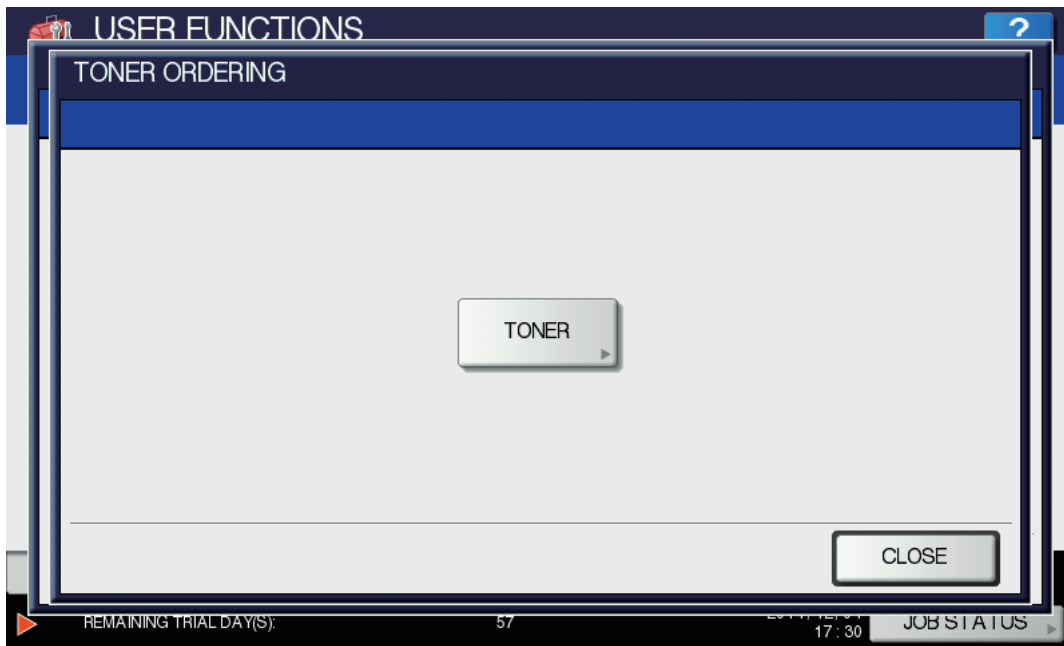 USER FUNCTIONS
?
TONER ORDERING
TONER
CLOSE
REMAINING TRIAL DAY(S): 57
17 : 30
JOB STATUS